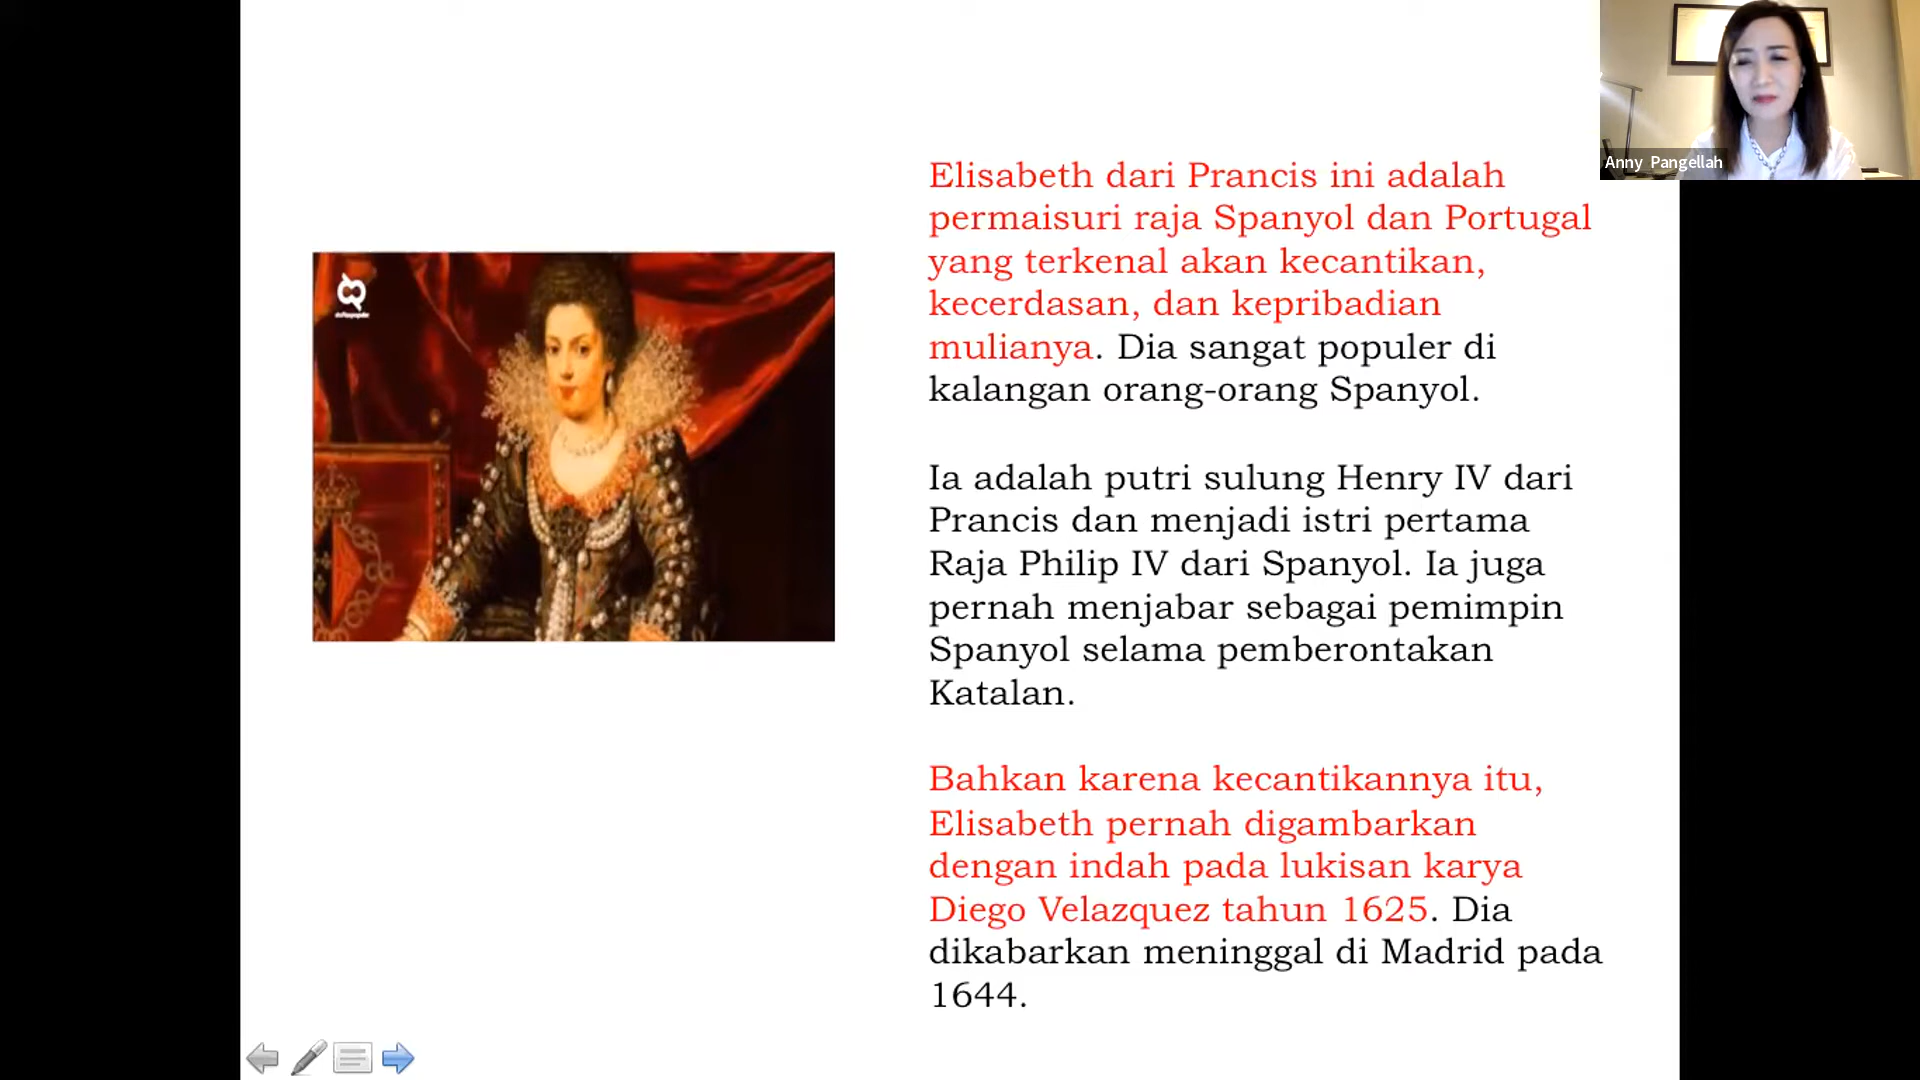 Anny Pangellah
Elisabeth dari Prancis ini adalah
permaisuri raja Spanyol dan Portugal
yang terkenal akan kecantikan,
kecerdasan, dan kepribadian
mulianya. Dia sangat populer di
kalangan orang-orang Spanyol.
Ia adalah putri sulung Henry IV dari
Prancis dan menjadi istri pertama
Raja Philip IV dari Spanyol. Ia juga
pernah menjabar sebagai pemimpin
Spanyol selama pemberontakan
Katalan.
Bahkan karena kecantikannya itu,
Elisabeth pernah digambarkan
dengan indah pada lukisan karya
Diego Velazquez tahun 1625. Dia
dikabarkan meninggal di Madrid pada
1644.